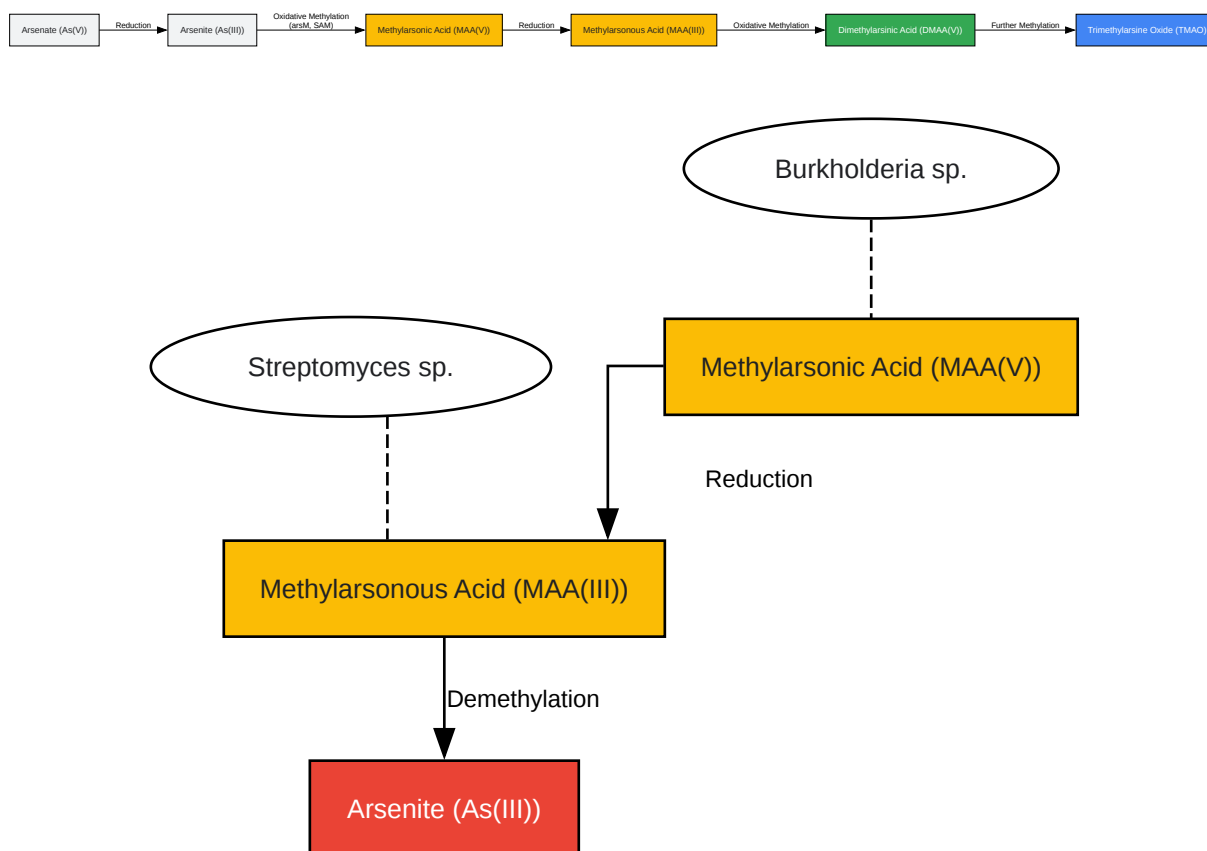 Arsenate (As(V))
Reduction
Arsenite (As(III))
Oxidative Methylation
(arsM, SAM)
Methylarsonic Acid (MAA(V))
Reduction
Methylarsonous Acid (MAA(III))
Oxidative Methylation
Dimethylarsinic Acid (DMAA(V))
Further Methylation
Trimethylarsine Oxide (TMAO)
Burkholderia sp.
Streptomyces sp.
Methylarsonic Acid (MAA(V))
Reduction
Methylarsonous Acid (MAA(III))
Demethylation
Arsenite (As(III))